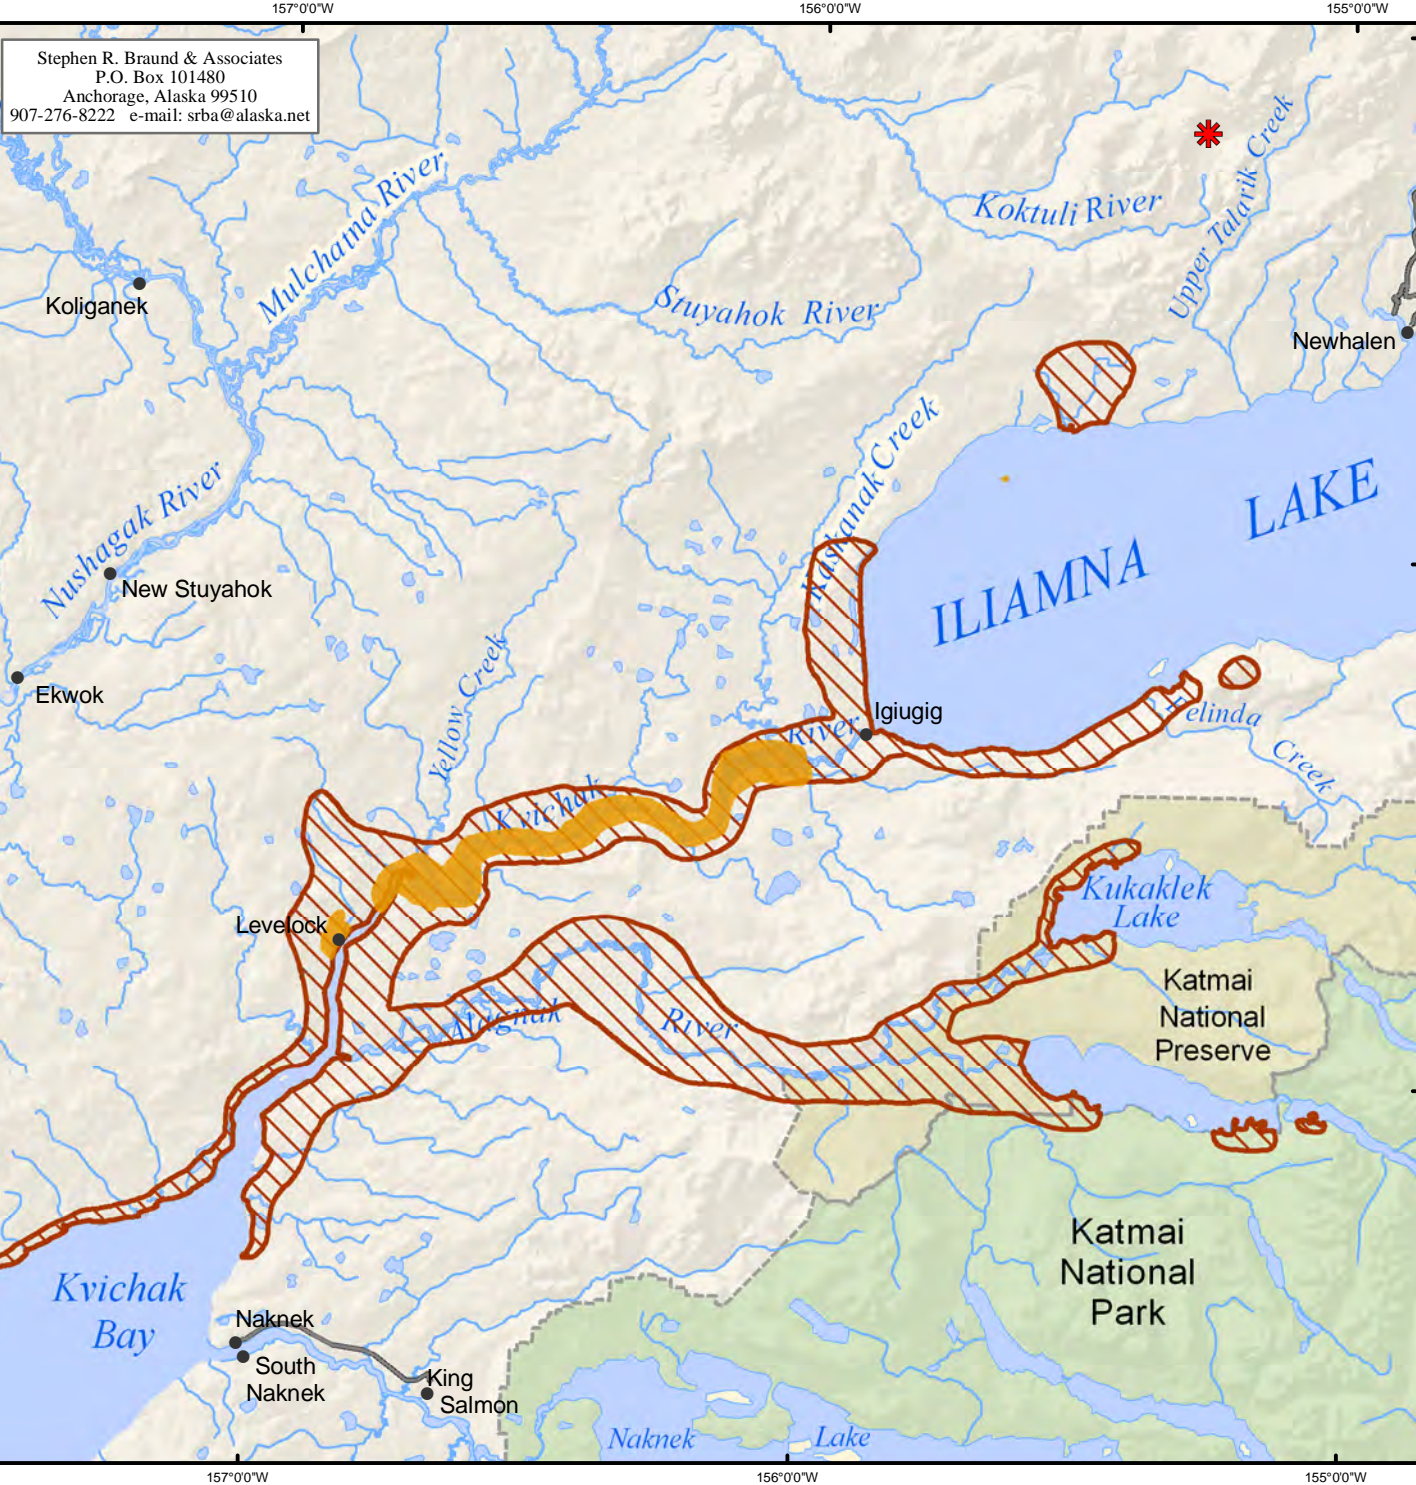 157°0'0"W
156°0'0"W
155°0'0"W
Stephen R. Braund & Associates
P.O. Box 101480
Anchorage, Alaska 99510
907-276-8222 e-mail: srba@alaska.net
Mulchatna River
Koktuli River
Upper Talarik Creek
Koliganek
Stuyahok River
Newhalen
Kaskanak Creek
Nushagak River
ILIAMNA LAKE
New Stuyahok
Ekwok
Yellow Creek
Igiugig
Kvichak River
Felinda
Creek
Levelock
Kukaklek
Lake
Alagnak River
Katmai
National
Preserve
Katmai
National
Park
Kvichak
Bay
Naknek
South
Naknek
King
Salmon
Naknek Lake
157°0'0"W
156°0'0"W
155°0'0"W